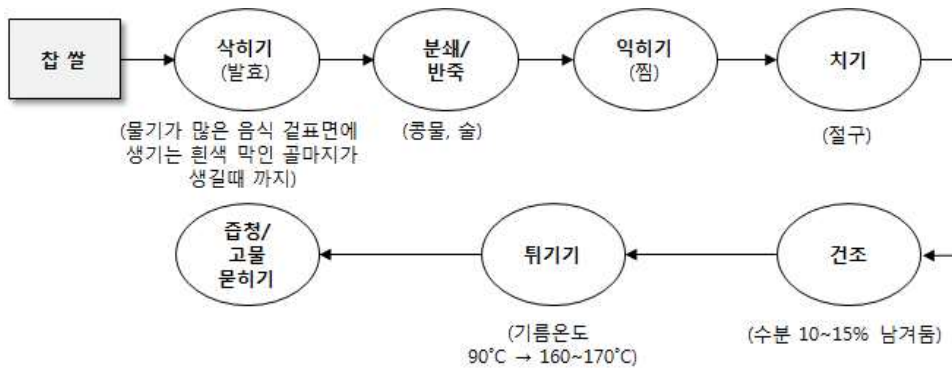 찹 쌀
삭히기
(발효)
(물기가 많은 음식 겉표면에
생기는 흰색 막인 골마지가
생길때 까지)
분쇄/
반죽
(콩물, 술)
익히기
(찜)
치기
(절구)
건조
(수분 10~15% 남겨둠)
튀기기
(기름온도
90˚C → 160~170˚C)
즙청/
고물
묻히기